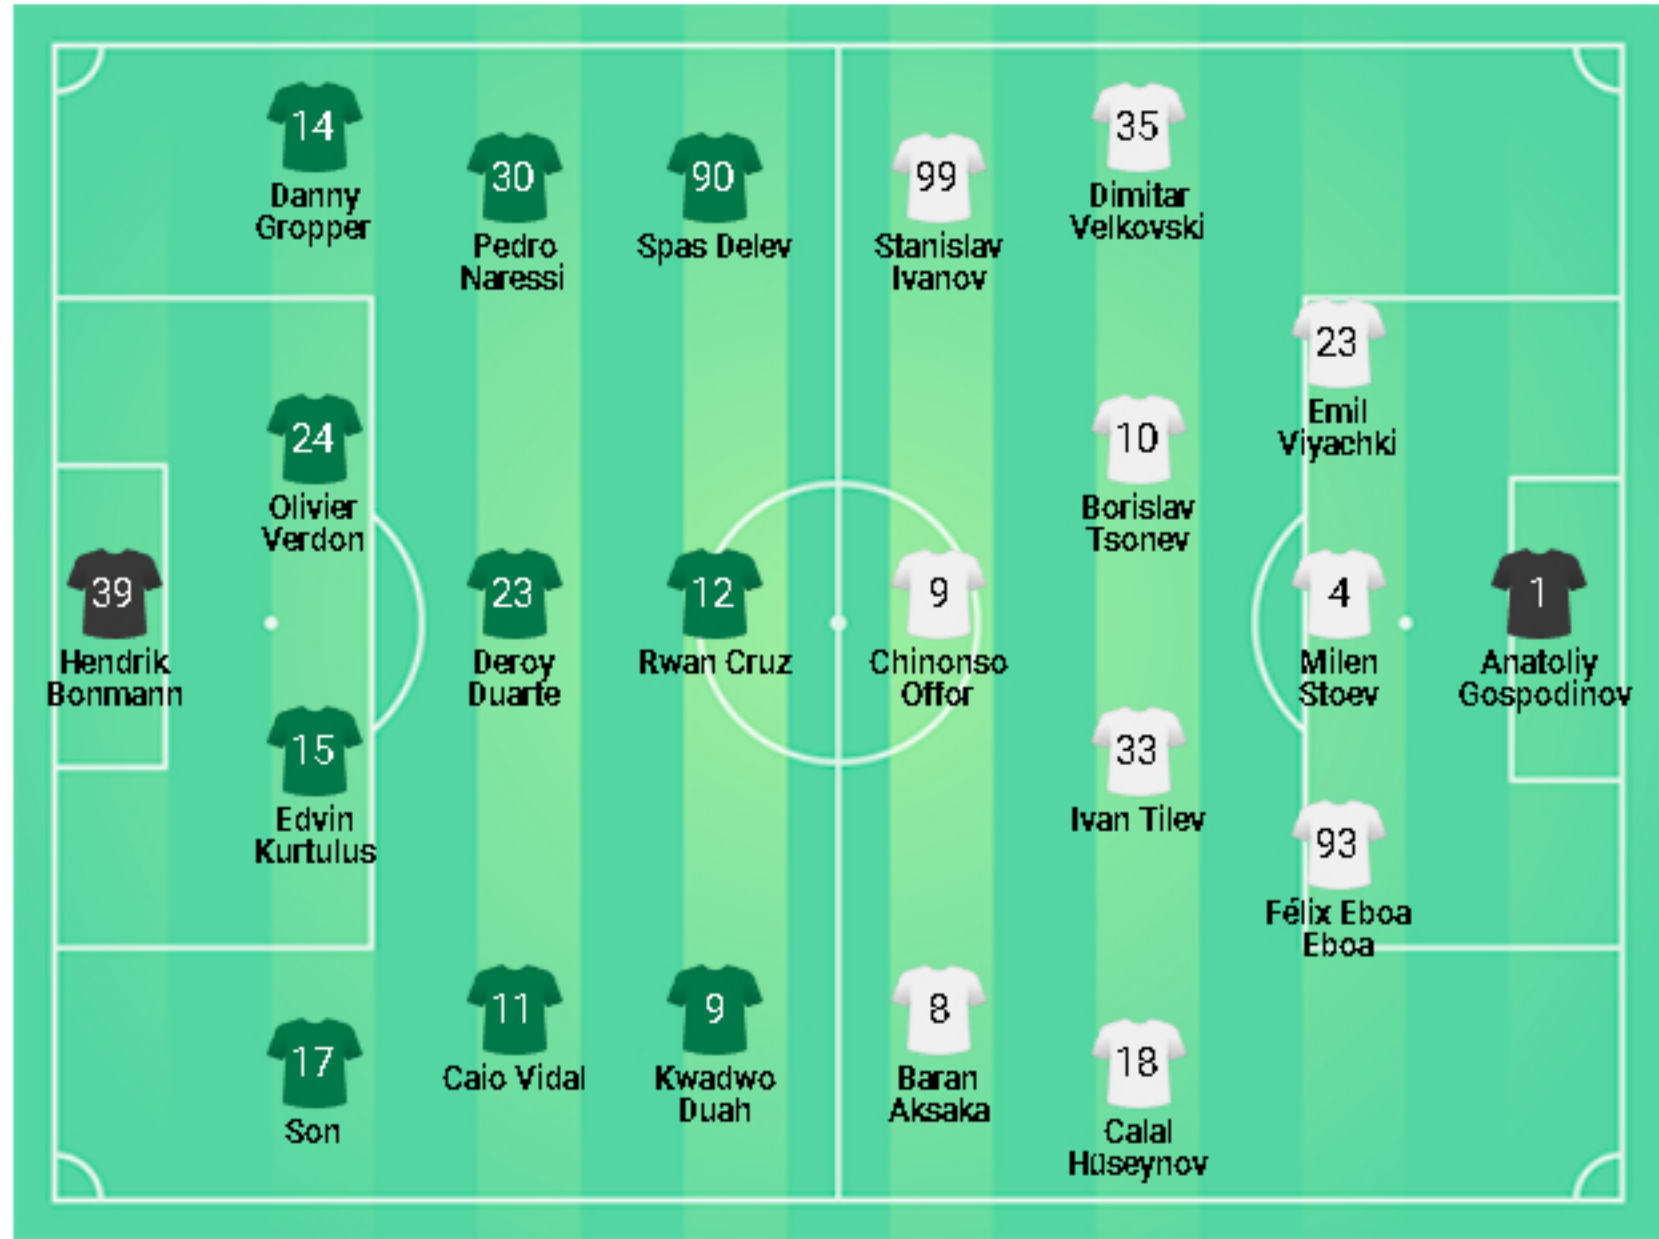 14
Danny
Gropper
30
Pedro
Naressi
90
Spas Delev
99
Stanislav
Ivanov
35
Dimitar
Velkovski
23
Emil
Viyachki
24
Olivier
Verdon
10
Borislav
Tsonev
39
Hendrik
Bonmann
23
Deroy
Duarte
12
Rwan Cruz
9
Chinonso
Offor
4
Milen
Stoev
1
Anatoliy
Gospodinov
15
Edvin
Kurtulus
33
Ivan Tilev
93
Félix Eboa
Eboa
17
Son
11
Caio Vidal
9
Kwadwo
Duah
8
Baran
Aksaka
18
Calal
Hüseynov